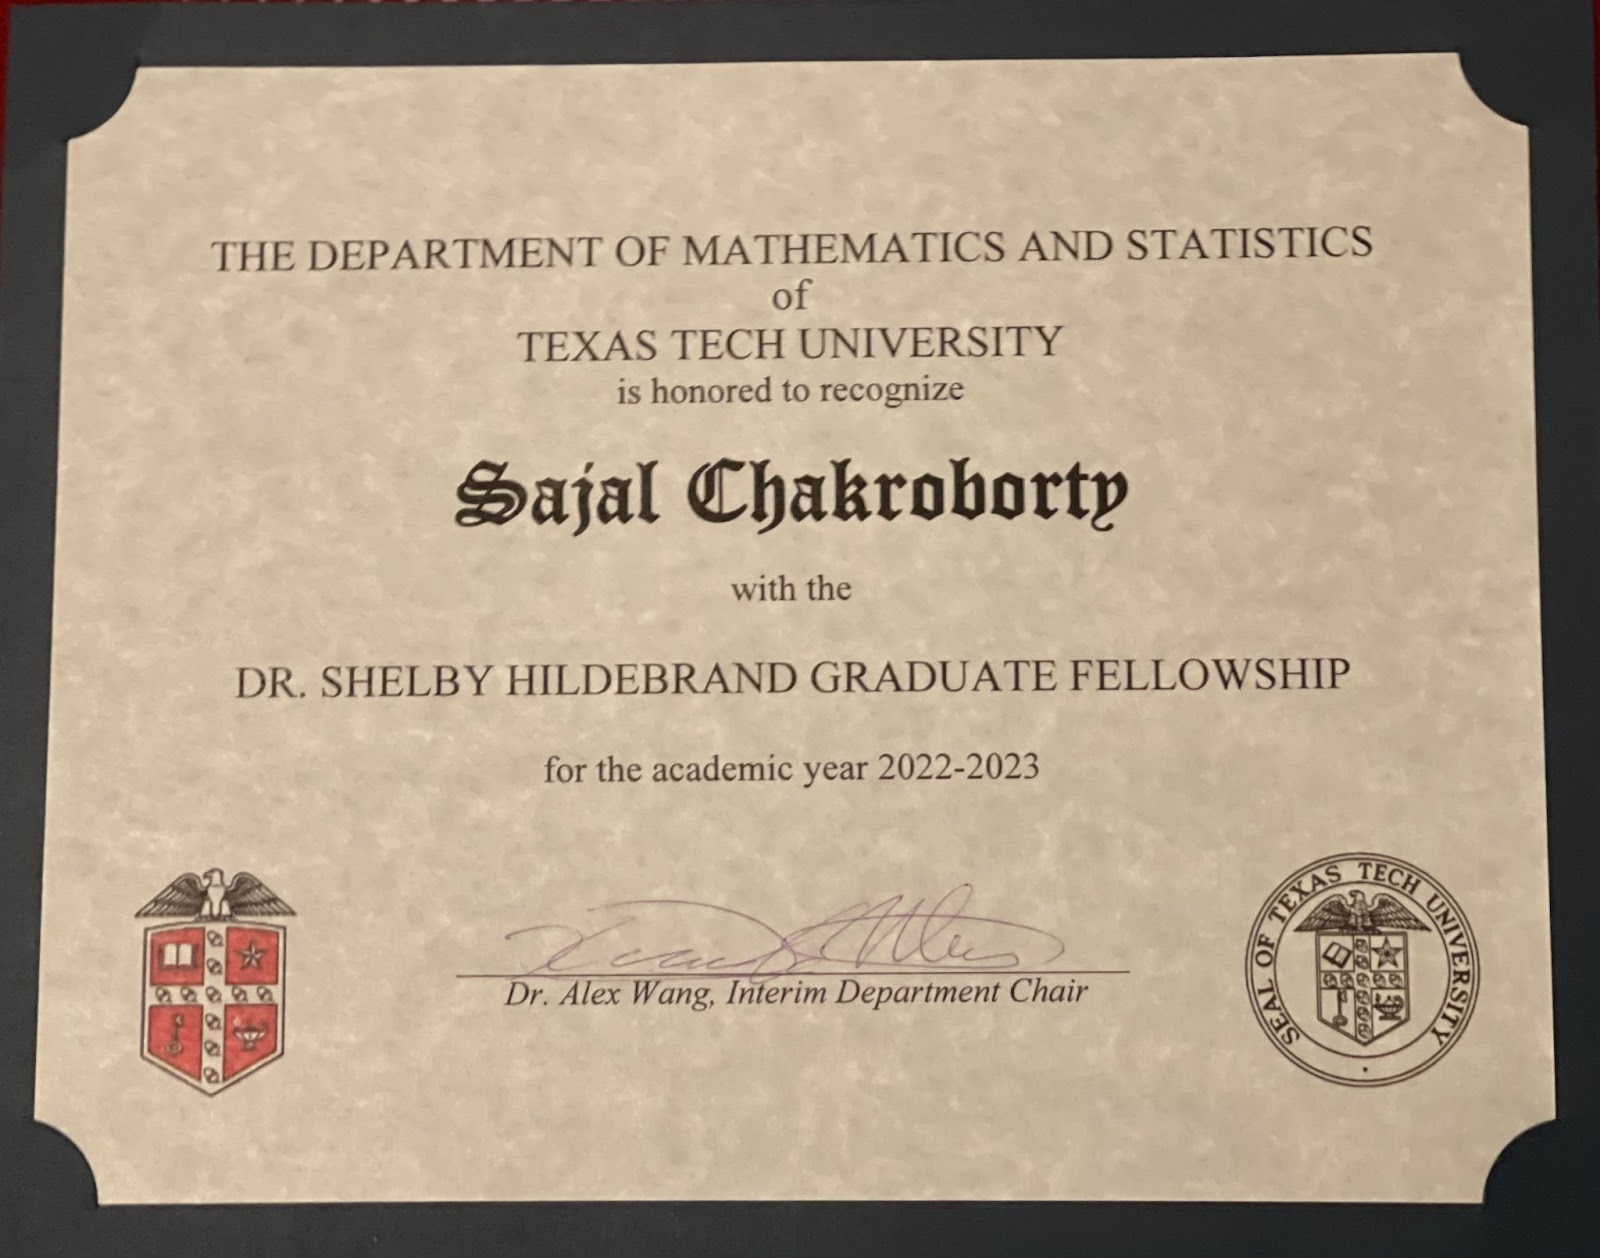 THE DEPARTMENT OF MATHEMATICS AND STATISTICS
of
TEXAS TECH UNIVERSITY
is honored to recognize
Sajal Chakroborty
with the
DR. SHELBY HILDEBRAND GRADUATE FELLOWSHIP
for the academic year 2022-2023
Dr. Alex Wang, Interim Department Chair
SEAL OF TEXAS TECH UNIVERSITY